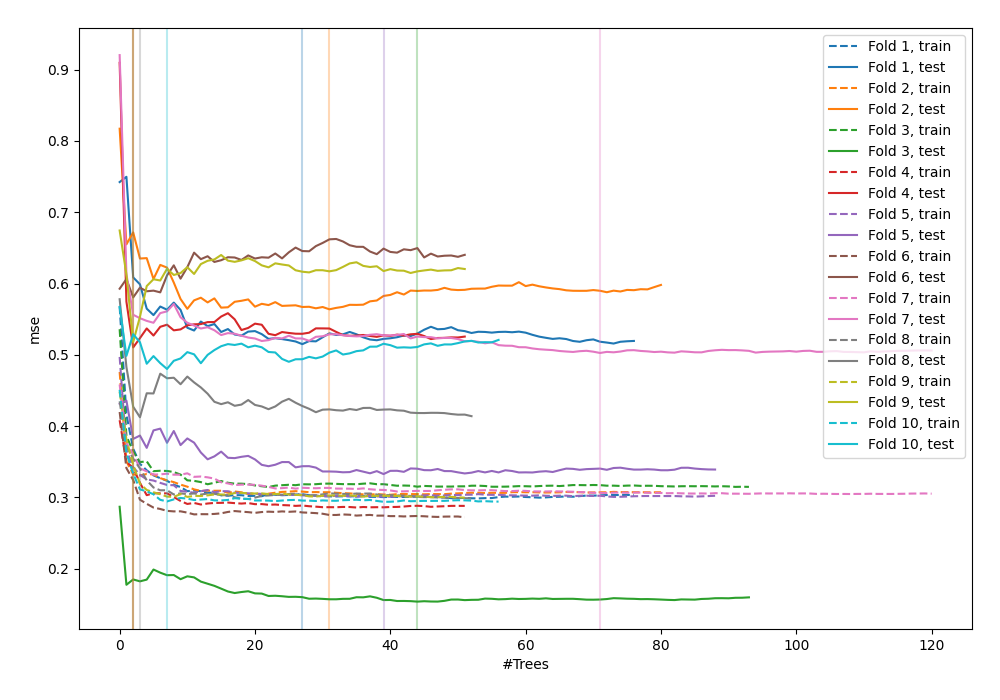 mse
0.9
0.8
0.7
0.6
0.5
0.4
0.3
0.2
0 20 40 60 80 100 120
#Trees
Fold 1, train
Fold 1, test
Fold 2, train
Fold 2, test
Fold 3, train
Fold 3, test
Fold 4, train
Fold 4, test
Fold 5, train
Fold 5, test
Fold 6, train
Fold 6, test
Fold 7, train
Fold 7, test
Fold 8, train
Fold 8, test
Fold 9, train
Fold 9, test
Fold 10, train
Fold 10, test